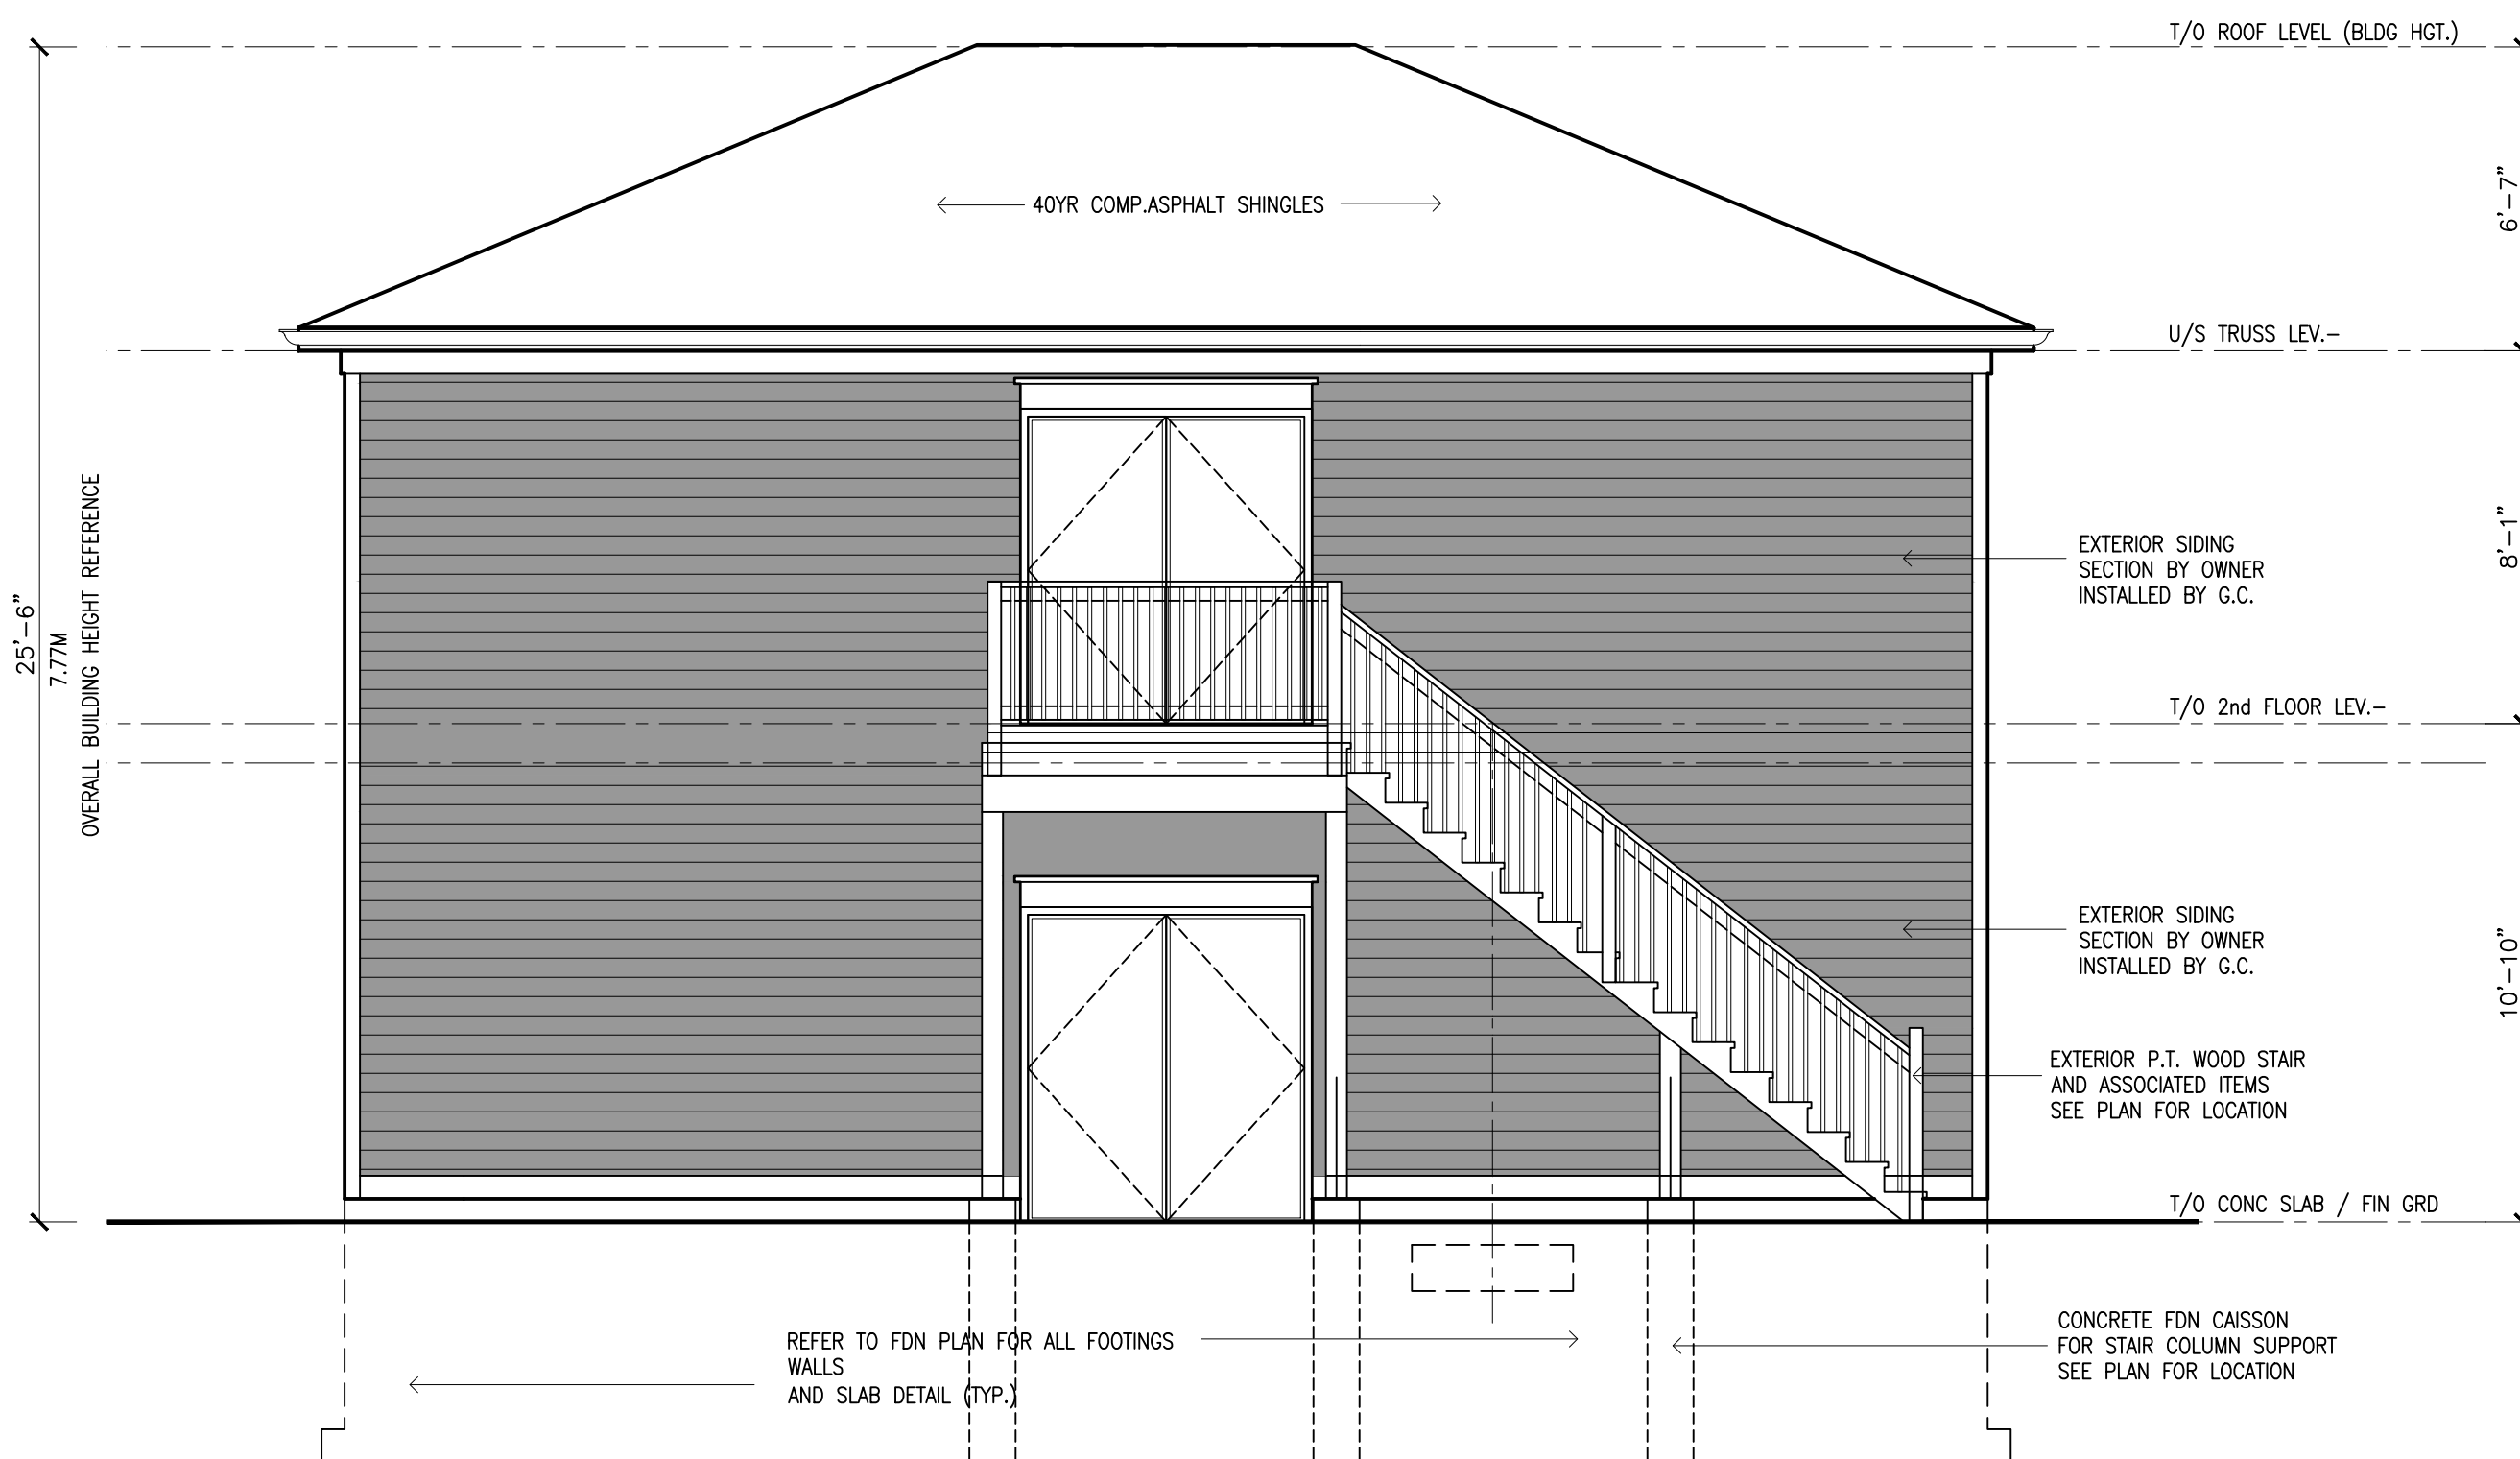 T/O ROOF LEVEL (BLDG HGT.)
40YR COMP.ASPHALT SHINGLES
6'-7"
U/S TRUSS LEV.-
EXTERIOR SIDING
SECTION BY OWNER
INSTALLED BY G.C.
8'-1"
25'-6"
7.77M
OVERALL BUILDING HEIGHT REFERENCE
T/O 2nd FLOOR LEV.-
EXTERIOR SIDING
SECTION BY OWNER
INSTALLED BY G.C.
10'-10"
EXTERIOR P.T. WOOD STAIR
AND ASSOCIATED ITEMS
SEE PLAN FOR LOCATION
T/O CONC SLAB / FIN GRD
REFER TO FDN PLAN FOR ALL FOOTINGS
WALLS
AND SLAB DETAIL (TYP.)
CONCRETE FDN CAISSON
FOR STAIR COLUMN SUPPORT
SEE PLAN FOR LOCATION